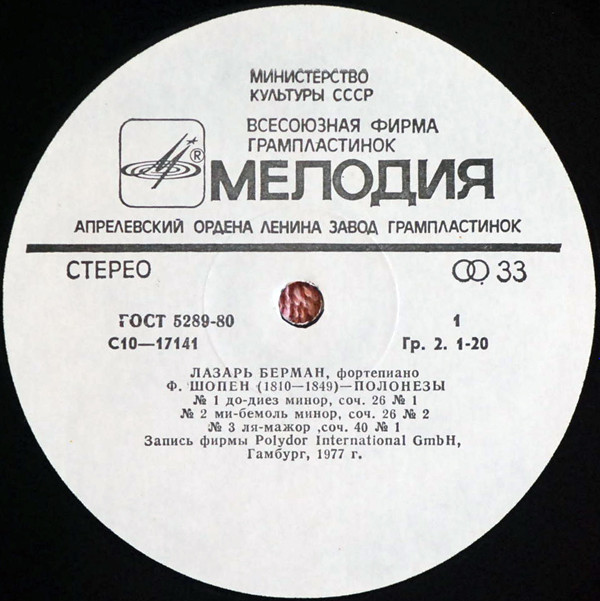 МИНИСТЕРСТВО
КУЛЬТУРЫ СССР
ВСЕСОЮЗНАЯ ФИРМА
ГРАМПЛАСТИНОК
®
МЕЛОДИЯ
АПРЕЛЕВСКИЙ ОРДЕНА ЛЕНИНА ЗАВОД ГРАМПЛАСТИНОК
СТЕРЕО 33
ГОСТ 5289-80 1
С10—17141 Гр. 2. 1-20
ЛАЗАРЬ БЕРМАН, фортепиано
Ф. ШОПЕН (1810—1849)—ПОЛОНЕЗЫ
№ 1 до-диез минор, соч. 26 № 1
№ 2 ми-бемоль минор, соч. 26 № 2
№ 3 ля-мажор ,соч. 40 № 1
Запись фирмы Polydor International GmbH,
Гамбург, 1977 г.